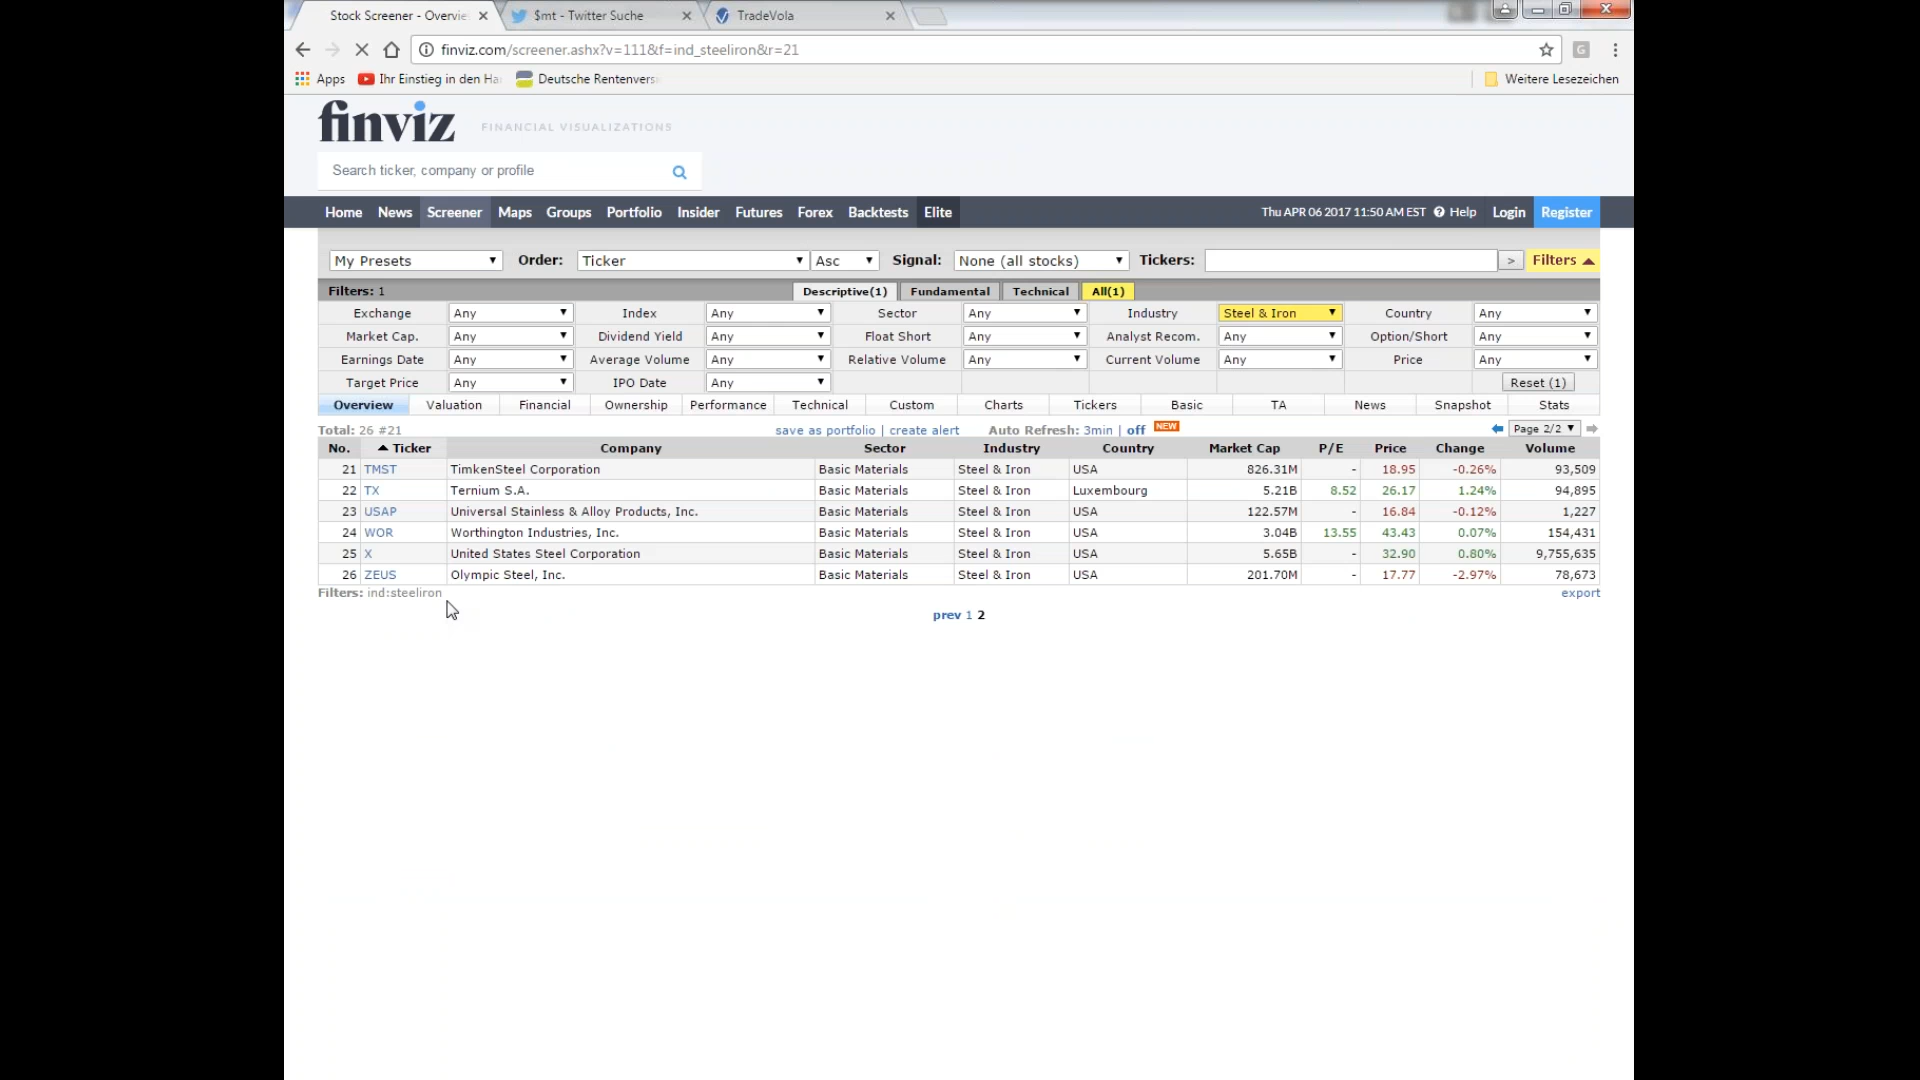 Stock Screener - Overvie
$mt - Twitter Suche
TradeVola
finviz.com/screener.ashx?v=111&f=ind_steeliron&r=21
Apps Ihr Einstieg in den Ha Deutsche Rentenvers Weitere Lesezeichen
finviz FINANCIAL VISUALIZATIONS
Search ticker, company or profile
Home News Screener Maps Groups Portfolio Insider Futures Forex Backtests Elite Thu APR 06 2017 11:50 AM EST Help Login Register
My Presets Order: Ticker Asc Signal: None (all stocks) Tickers: > Filters
Filters: 1 Descriptive(1) Fundamental Technical All(1)
Exchange Any Index Any Sector Any Industry Steel & Iron Country Any
Market Cap. Any Dividend Yield Any Float Short Any Analyst Recom. Any Option/Short Any
Earnings Date Any Average Volume Any Relative Volume Any Current Volume Any Price Any
Target Price Any IPO Date Any Reset (1)
Overview Valuation Financial Ownership Performance Technical Custom Charts Tickers Basic TA News Snapshot Stats
Total: 26 #21 save as portfolio | create alert Auto Refresh: 3min | off NEW Page 2/2
No. Ticker Company Sector Industry Country Market Cap P/E Price Change Volume
21 TMST TimkenSteel Corporation Basic Materials Steel & Iron USA 826.31M - 18.95 -0.26% 93,509
22 TX Ternium S.A. Basic Materials Steel & Iron Luxembourg 5.21B 8.52 26.17 1.24% 94,895
23 USAP Universal Stainless & Alloy Products, Inc. Basic Materials Steel & Iron USA 122.57M - 16.84 -0.12% 1,227
24 WOR Worthington Industries, Inc. Basic Materials Steel & Iron USA 3.04B 13.55 43.43 0.07% 154,431
25 X United States Steel Corporation Basic Materials Steel & Iron USA 5.65B - 32.90 0.80% 9,755,635
26 ZEUS Olympic Steel, Inc. Basic Materials Steel & Iron USA 201.70M - 17.77 -2.97% 78,673
Filters: ind:steeliron export
prev 1 2